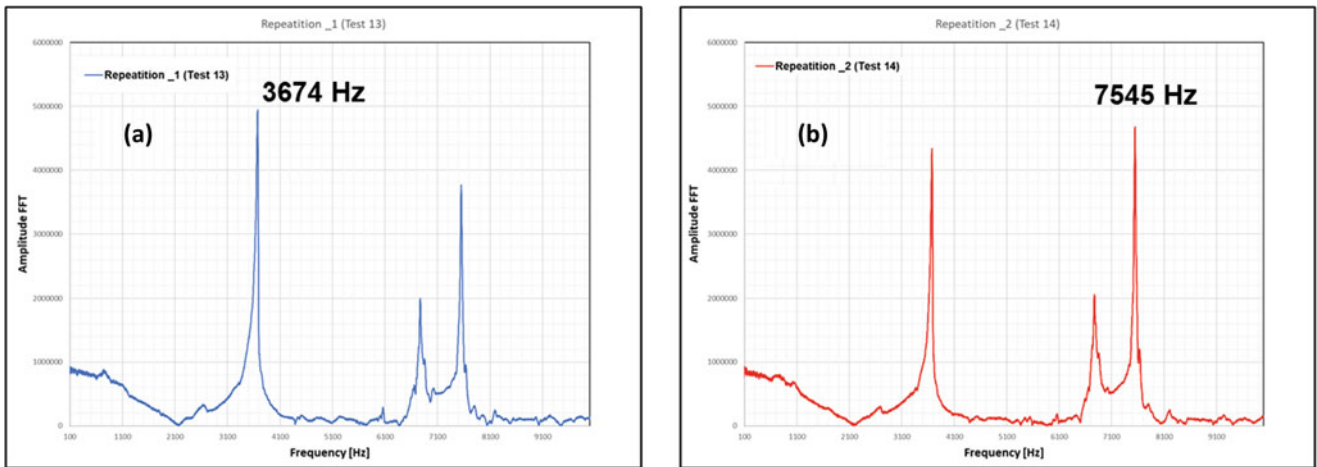 Repetition _1 (Test 13)
6000000
5000000
4000000
3000000
2000000
1000000
0
Repeatition _1 (Test 13)
3674 Hz
(a)
Amplitude FFT
100 1100 2100 3100 4100 5100 6100 7100 8100 9100
Frequency [Hz]
Repetition _2 (Test 14)
6000000
5000000
4000000
3000000
2000000
1000000
0
Repeatition _2 (Test 14)
7545 Hz
(b)
Amplitude FFT
100 1100 2100 3100 4100 5100 6100 7100 8100 9100
Frequency [Hz]